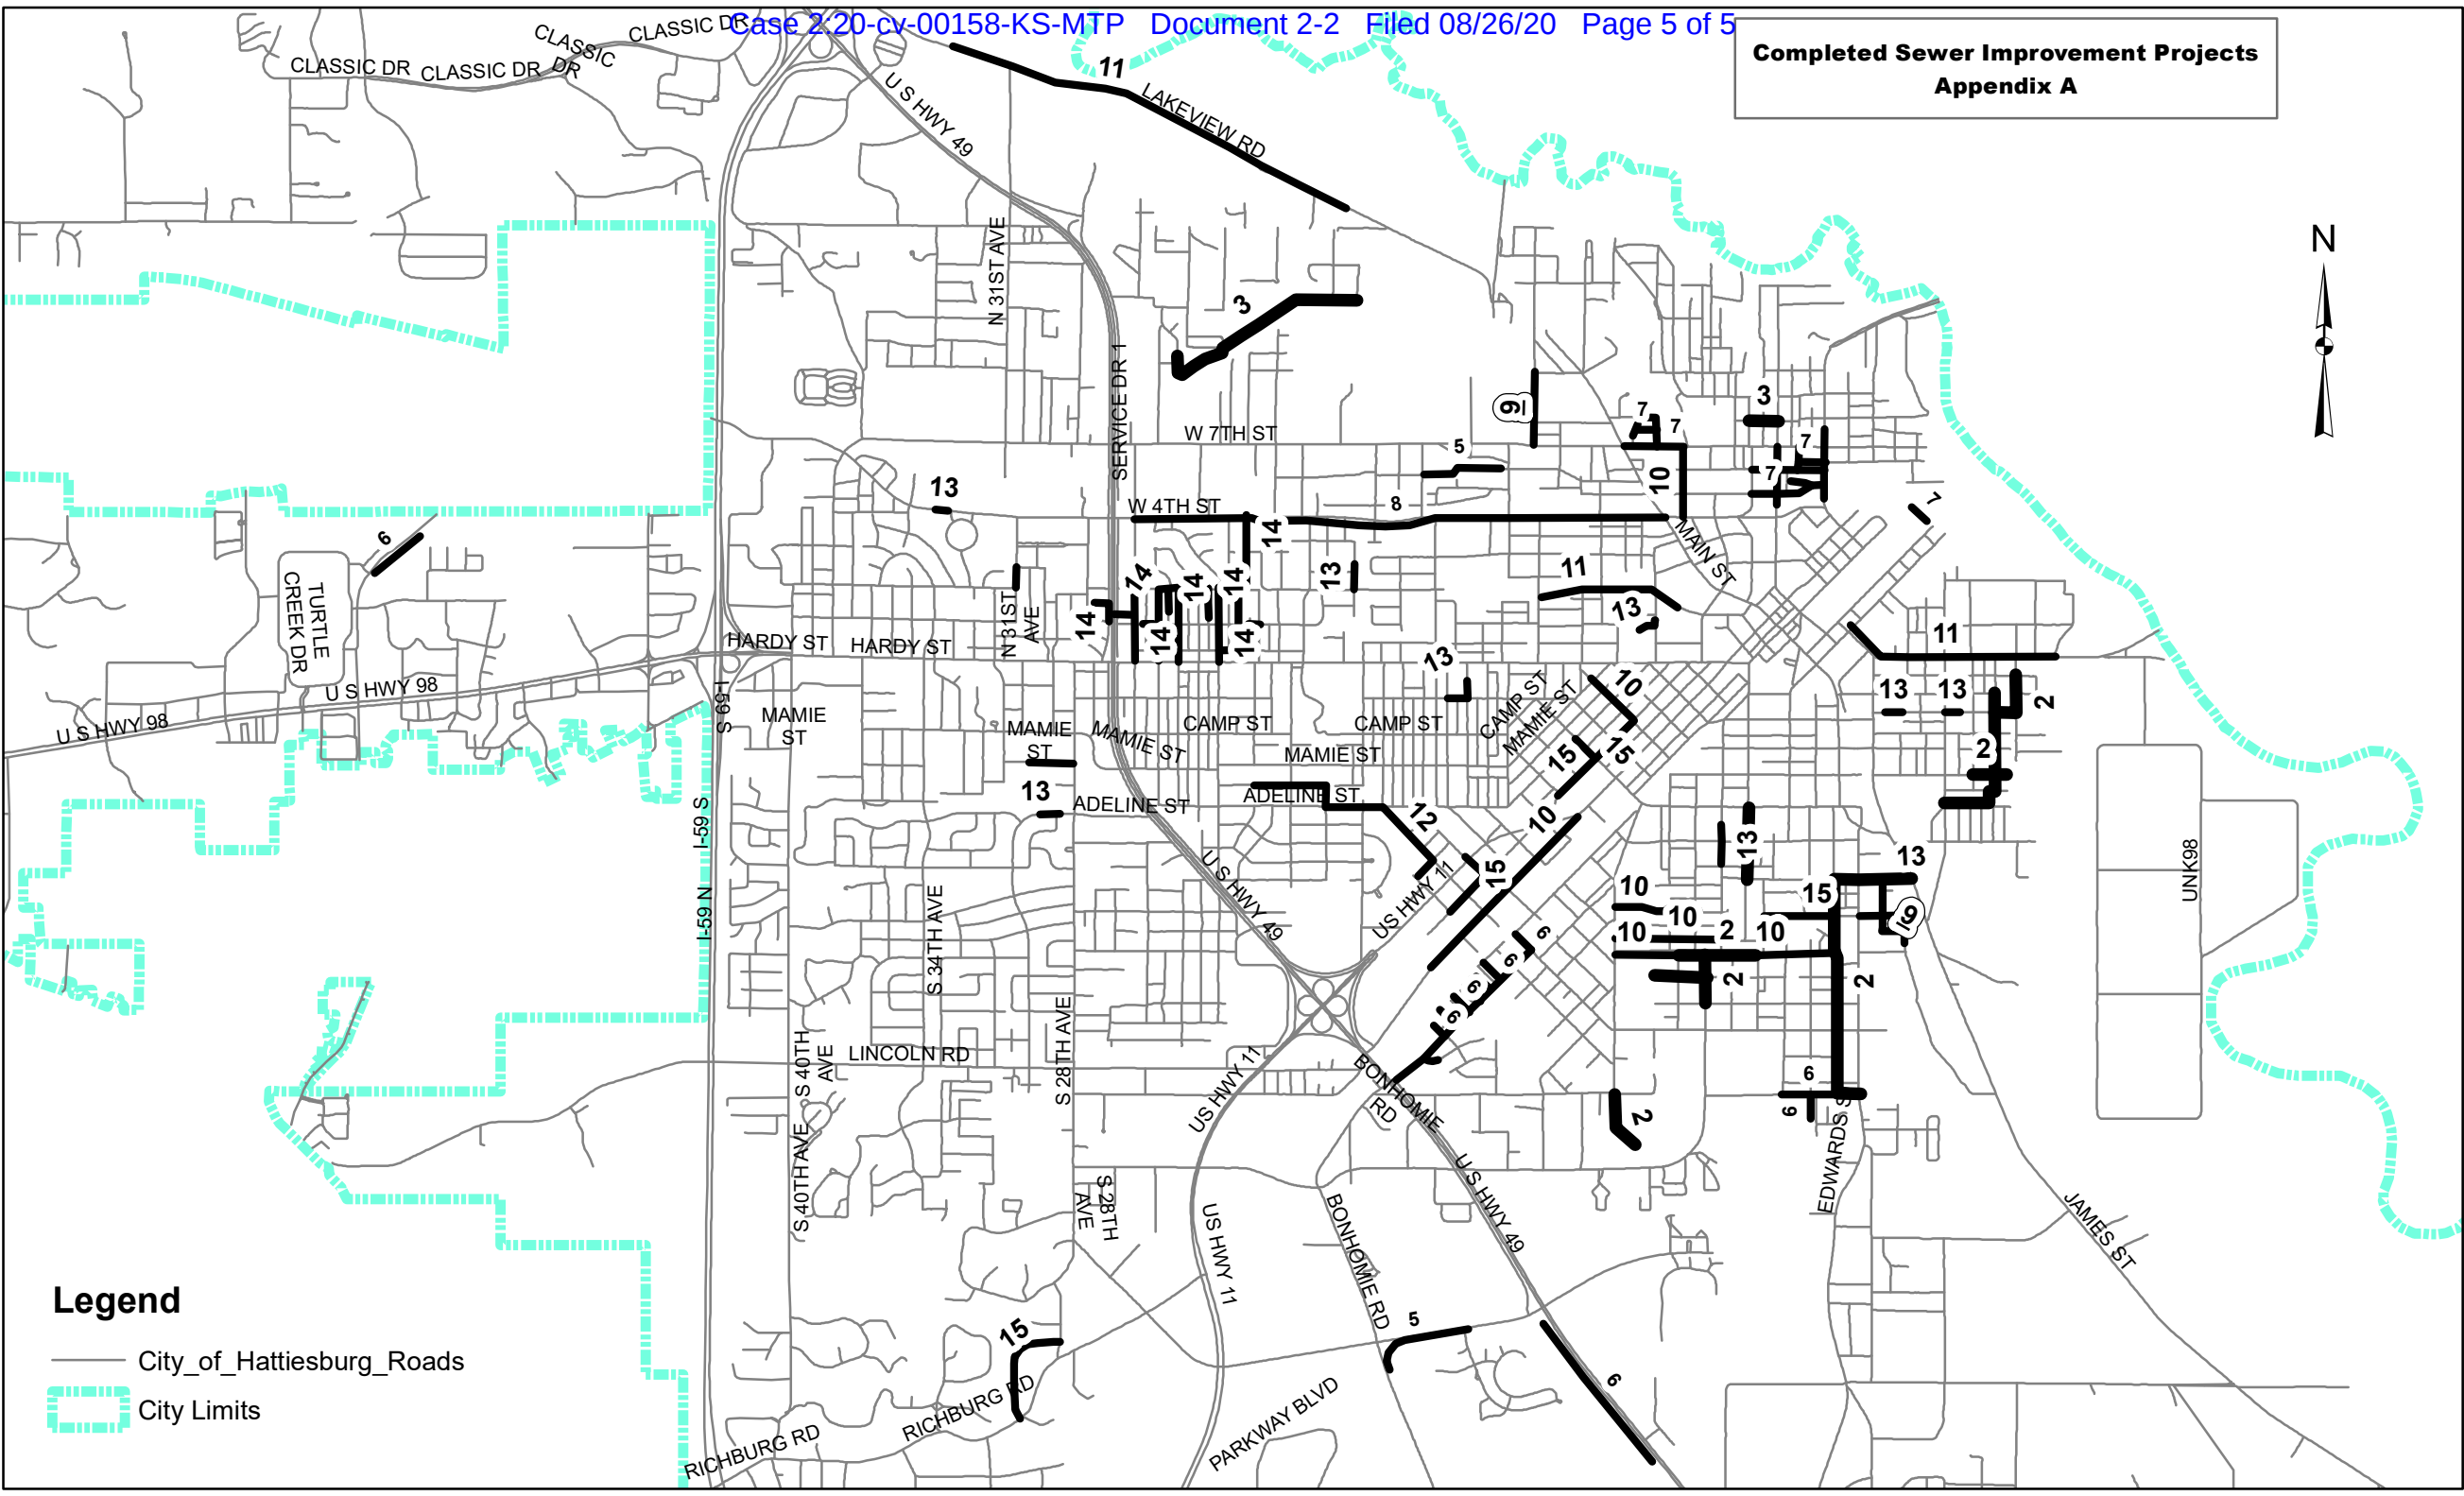 Case 2:20-cv-00158-KS-MTP Document 2-2 Filed 08/26/20 Page 5 of 5
Completed Sewer Improvement Projects
Appendix A
CLASSIC DR
CLASSIC DR
CLASSIC DR
CLASSIC DR
11
LAKEVIEW RD
U S HWY 49
N
N 31ST AVE
3
SERVICE DR 1
W 7TH ST
9
5
7
7
3
7
7
10
13
W 4TH ST
8
14
7
MAIN ST
6
TURTLE
CREEK DR
14
14
14
13
11
13
14
14
14
N 31ST
AVE
HARDY ST
HARDY ST
11
13
U S HWY 98
U S HWY 98
I-59 S
MAMIE
ST
MAMIE
ST
MAMIE ST
CAMP ST
CAMP ST
CAMP ST
MAMIE ST
10
13
13
2
2
MAMIE ST
15
15
13
ADELINE ST
ADELINE ST
12
10
I-59 S
13
13
UNK98
I-59 N
S 34TH AVE
U S HWY 49
US HWY 11
15
10
10
10
2
10
15
9
6
6
6
6
2
2
S 28TH AVE
S 40TH
AVE
LINCOLN RD
US HWY 11
BONHOMIE
RD
6
6
2
EDWARDS S
S 40TH AVE
S 28TH
AVE
US HWY 11
BONHOMIE RD
U S HWY 49
JAMES ST
15
5
6
RICHBURG RD
RICHBURG RD
PARKWAY BLVD
Legend
City_of_Hattiesburg_Roads
City Limits